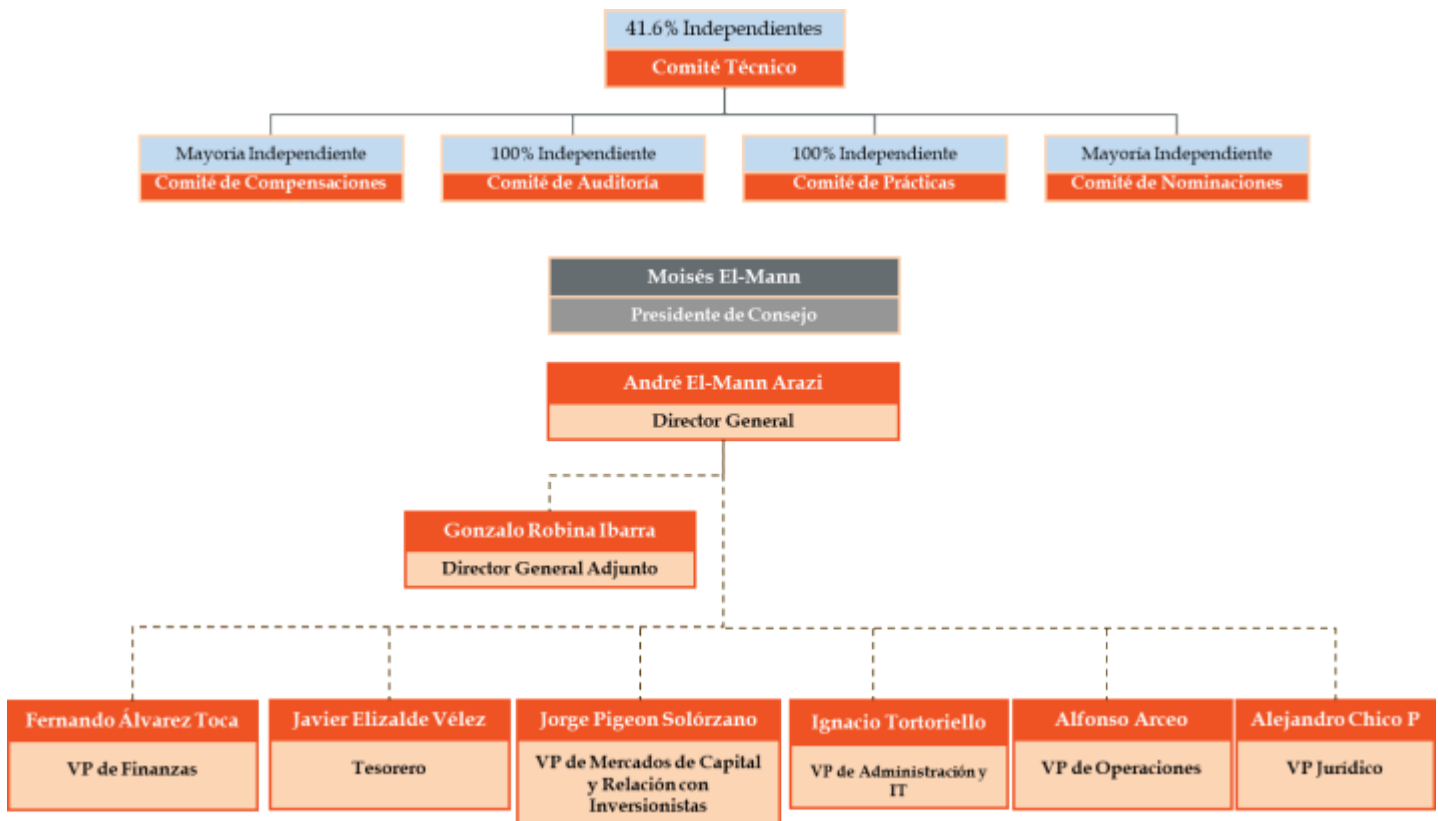 41.6% Independientes
Comité Técnico
Mayoría Independiente
Comité de Compensaciones
100% Independiente
Comité de Auditoría
100% Independiente
Comité de Prácticas
Mayoría Independiente
Comité de Nominaciones
Moisés El-Mann
Presidente de Consejo
André El-Mann Arazi
Director General
Gonzalo Robina Ibarra
Director General Adjunto
Fernando Álvarez Toca
VP de Finanzas
Javier Elizalde Vélez
Tesorero
Jorge Pigeon Solórzano
VP de Mercados de Capital
y Relación con
Inversionistas
Ignacio Tortoriello
VP de Administración y
IT
Alfonso Arceo
VP de Operaciones
Alejandro Chico P
VP Jurídico